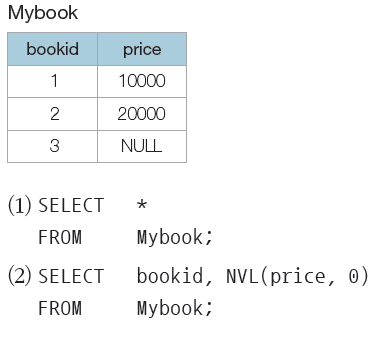 Mybook
bookid price
1 10000
2 20000
3 NULL
(1) SELECT *
FROM Mybook;
(2) SELECT bookid, NVL(price, 0)
FROM Mybook;